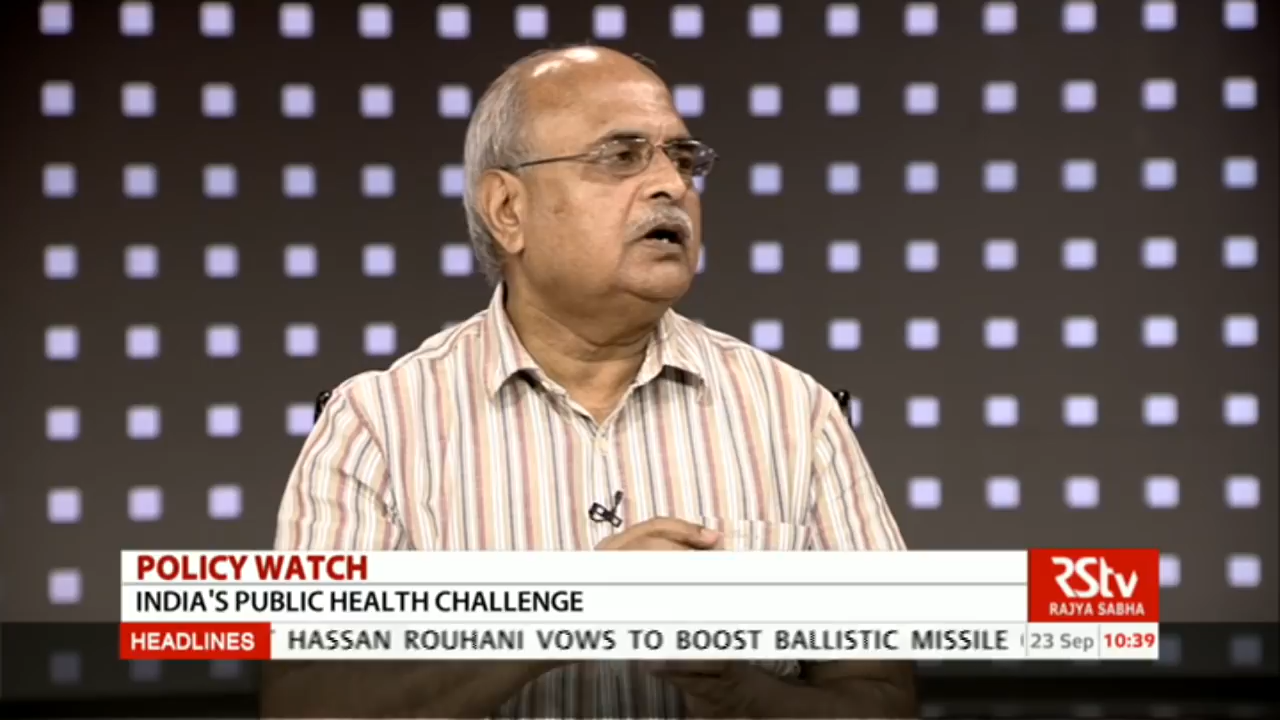 POLICY WATCH
INDIA'S PUBLIC HEALTH CHALLENGE
RStv
RAJYA SABHA
HEADLINES HASSAN ROUHANI VOWS TO BOOST BALLISTIC MISSILE 23 Sep 10:39